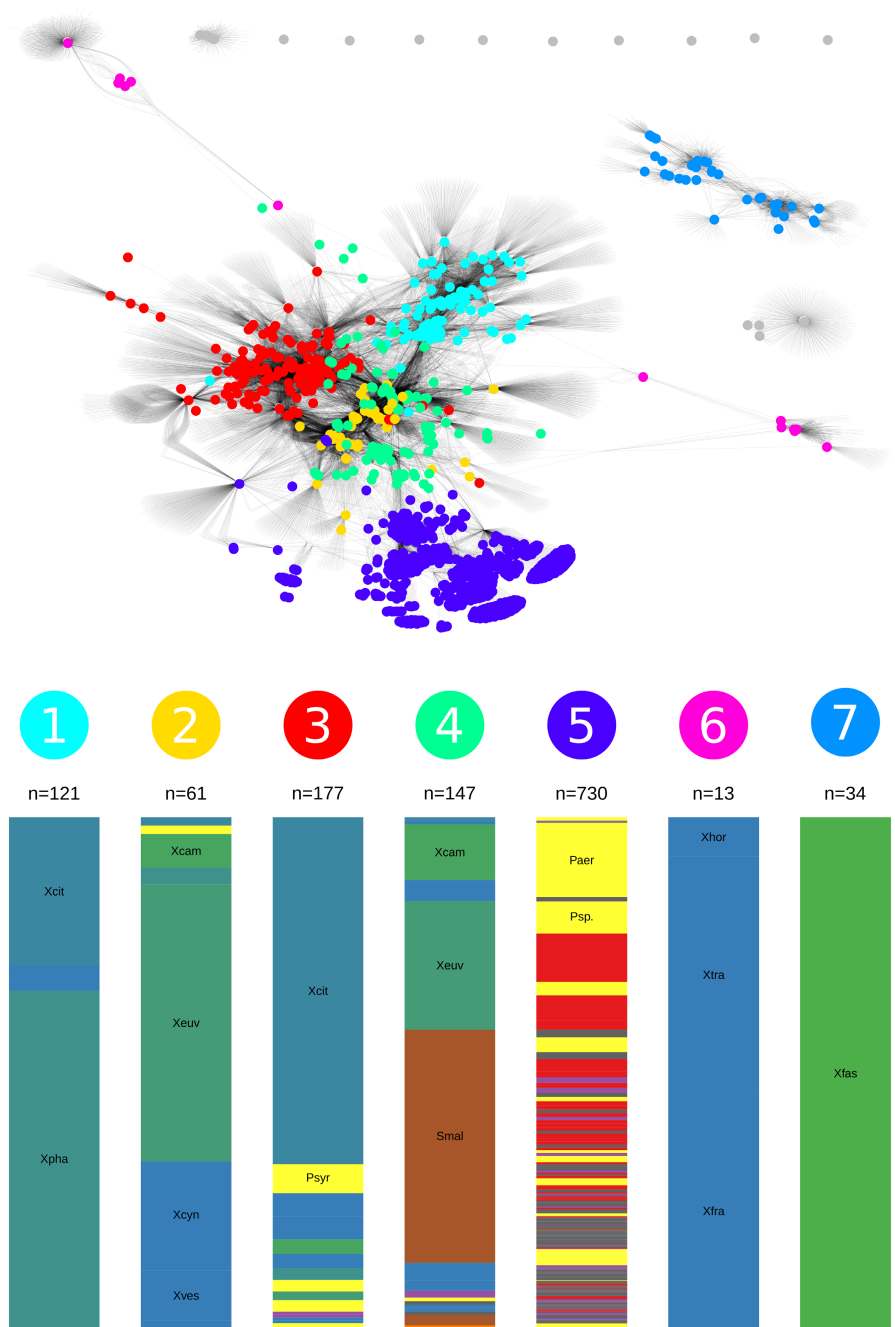 1 2 3 4 5 6 7
n=121 n=61 n=177 n=147 n=730 n=13 n=34
Xcit
Xpha
Xcam
Xeuv
Xcyn
Xves
Xcit
Psyr
Xcam
Xeuv
Smal
Paer
Psp.
Xhor
Xtra
Xfra
Xfas